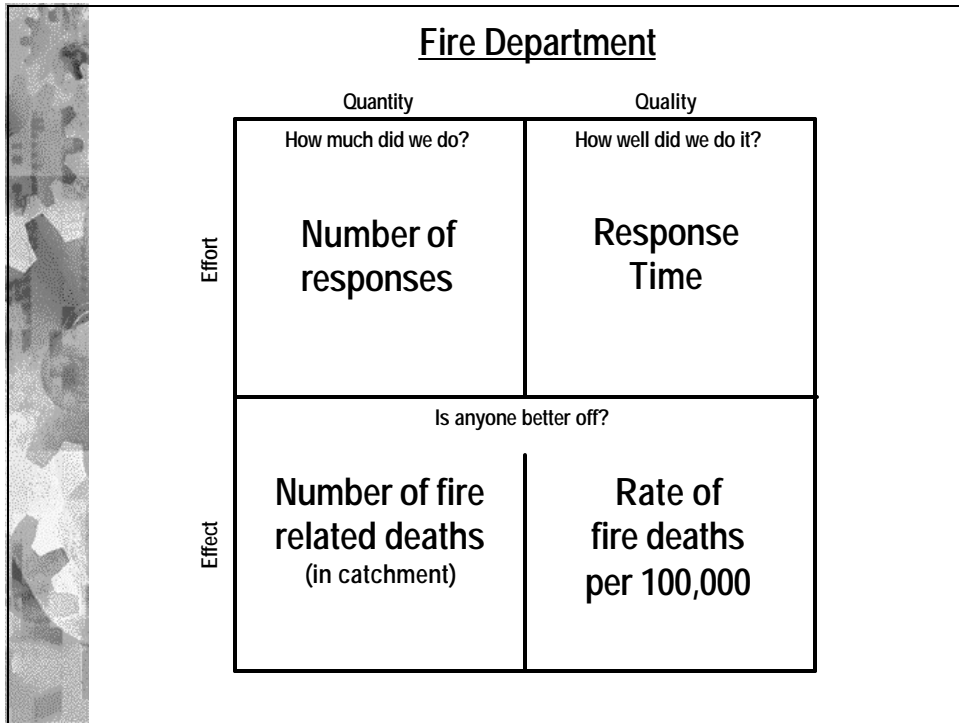 Fire Department
Quantity
Quality
How much did we do?
How well did we do it?
Effort
Number of
responses
Response
Time
Is anyone better off?
Effect
Number of fire
related deaths
(in catchment)
Rate of
fire deaths
per 100,000